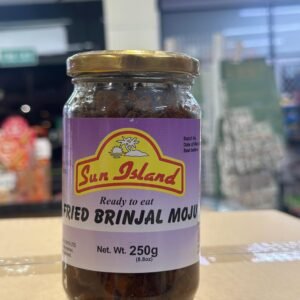 Sun Island
Ready to eat
FRIED BRINJAL MOJU
Net. Wt. 250g
(8.8oz)